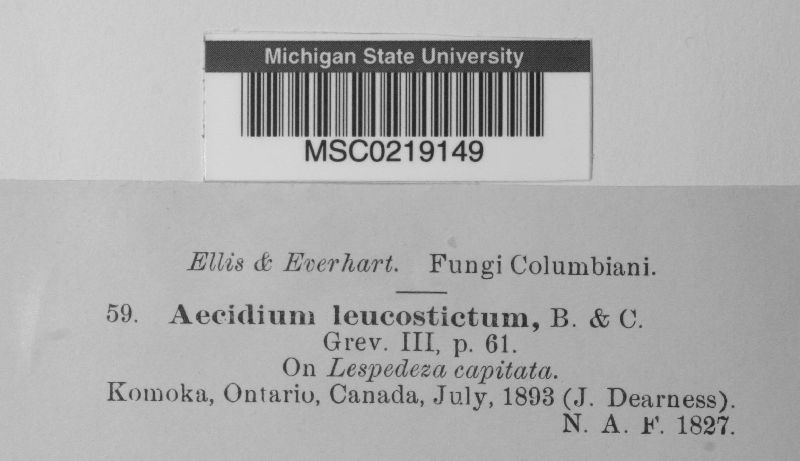 Michigan State University
MSC0219149
Ellis & Everhart. Fungi Columbiani.
59. Aecidium leucostictum, B. & C.
Grev. III, p. 61.
On Lespedeza capitata.
Komoka, Ontario, Canada, July, 1893 (J. Dearness).
N. A. F. 1827.